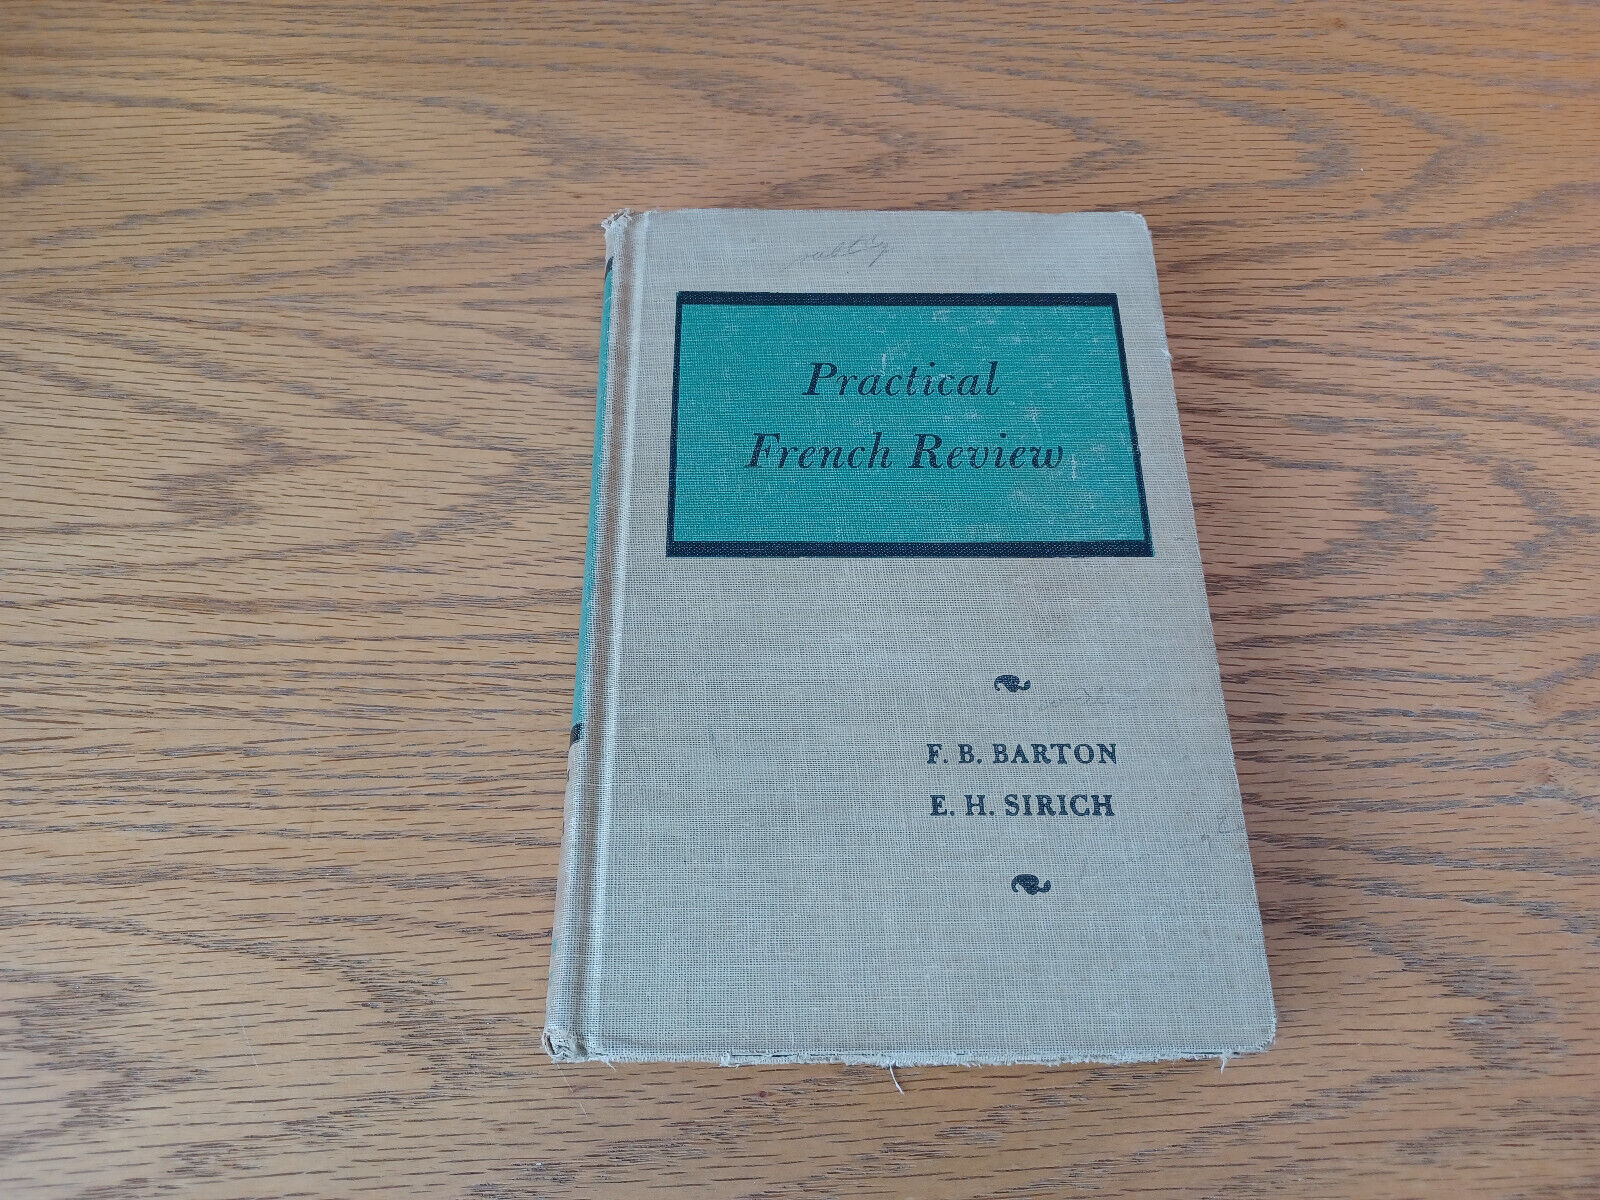 Practical
French Review
F. B. BARTON
E. H. SIRICH